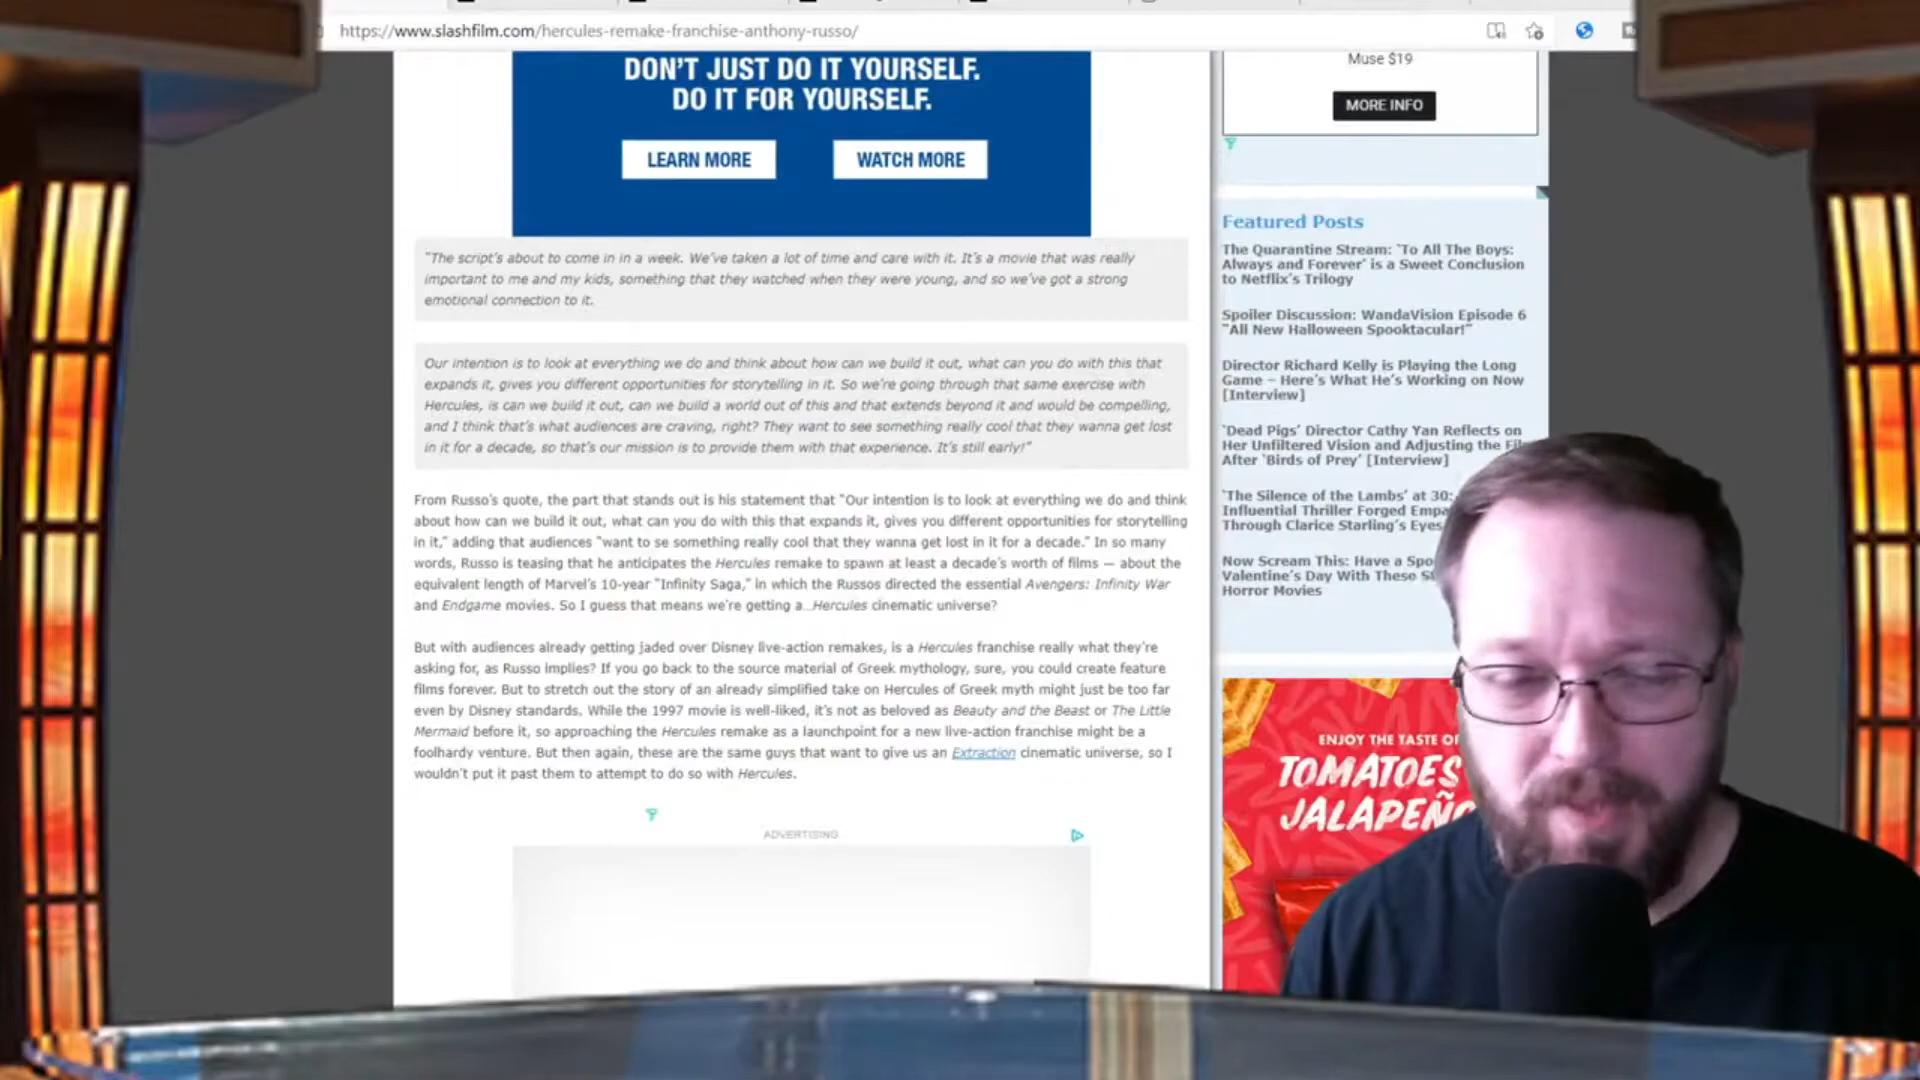 https://www.slashfilm.com/hercules-remake-franchise-anthony-russo/
DON'T JUST DO IT YOURSELF.
DO IT FOR YOURSELF.
LEARN MORE
WATCH MORE
"The script's about to come in in a week. We've taken a lot of time and care with it. It's a movie that was really
important to me and my kids, something that they watched when they were young, and so we've got a strong
emotional connection to it.
Our intention is to look at everything we do and think about how can we build it out, what can you do with this that
expands it, gives you different opportunities for storytelling in it. So we're going through that same exercise with
Hercules, is can we build it out, can we build a world out of this and that extends beyond it and would be compelling,
and I think that's what audiences are craving, right? They want to see something really cool that they wanna get lost
in it for a decade, so that's our mission is to provide them with that experience. It's still early!"
From Russo's quote, the part that stands out is his statement that "Our intention is to look at everything we do and think
about how can we build it out, what can you do with this that expands it, gives you different opportunities for storytelling
in it," adding that audiences "want to se something really cool that they wanna get lost in it for a decade." In so many
words, Russo is teasing that he anticipates the Hercules remake to spawn at least a decade's worth of films — about the
equivalent length of Marvel's 10-year "Infinity Saga," in which the Russos directed the essential Avengers: Infinity War
and Endgame movies. So I guess that means we're getting a...Hercules cinematic universe?
But with audiences already getting jaded over Disney live-action remakes, is a Hercules franchise really what they're
asking for, as Russo implies? If you go back to the source material of Greek mythology, sure, you could create feature
films forever. But to stretch out the story of an already simplified take on Hercules of Greek myth might just be too far
even by Disney standards. While the 1997 movie is well-liked, it's not as beloved as Beauty and the Beast or The Little
Mermaid before it, so approaching the Hercules remake as a launchpoint for a new live-action franchise might be a
foolhardy venture. But then again, these are the same guys that want to give us an Extraction cinematic universe, so I
wouldn't put it past them to attempt to do so with Hercules.
ADVERTISING
Muse $19
MORE INFO
Featured Posts
The Quarantine Stream: 'To All The Boys:
Always and Forever' is a Sweet Conclusion
to Netflix's Trilogy
Spoiler Discussion: WandaVision Episode 6
"All New Halloween Spooktacular!"
Director Richard Kelly is Playing the Long
Game – Here's What He's Working on Now
[Interview]
'Dead Pigs' Director Cathy Yan Reflects on
Her Unfiltered Vision and Adjusting the
After 'Birds of Prey' [Interview]
'The Silence of the Lambs' at 30:
Influential Thriller Forged
Through Clarice Starling's Eyes
Now Scream This: Have a
Valentine's Day With These
Horror Movies
ENJOY THE TASTE OF
TOMATOES
JALAPEÑO